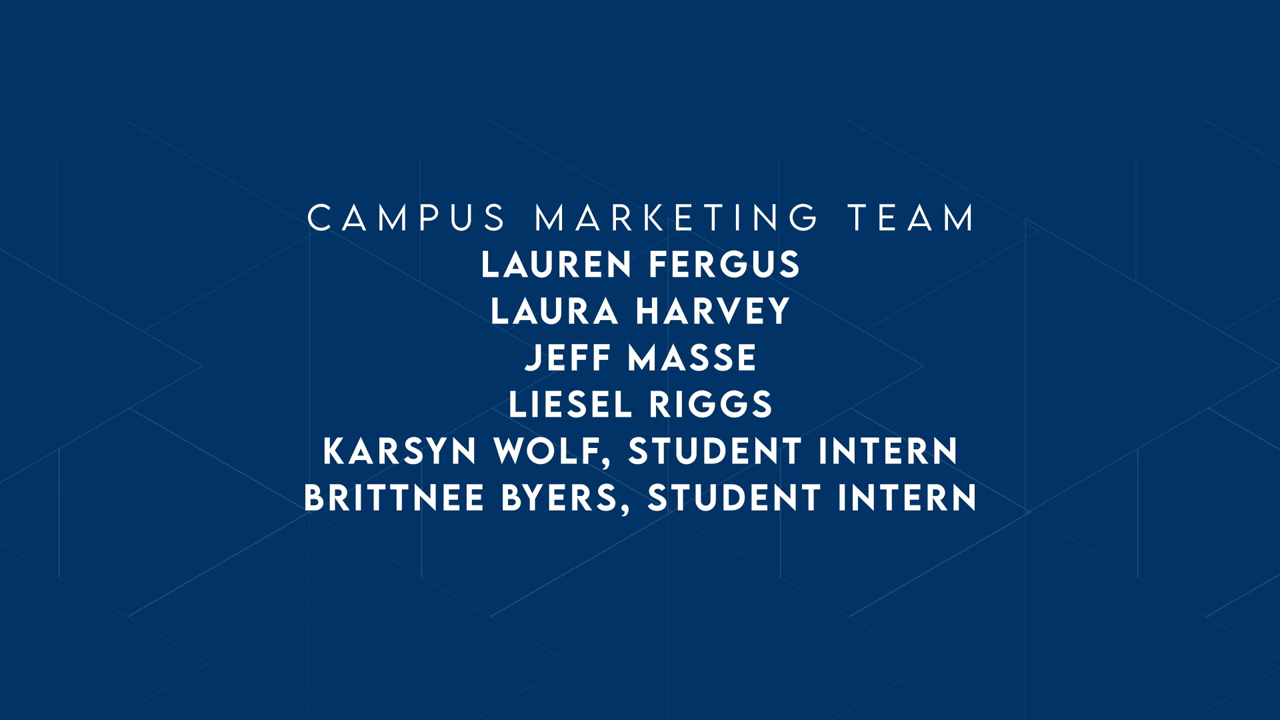 CAMPUS MARKETING TEAM
LAUREN FERGUS
LAURA HARVEY
JEFF MASSE
LIESEL RIGGS
KARSYN WOLF, STUDENT INTERN
BRITTNEE BYERS, STUDENT INTERN